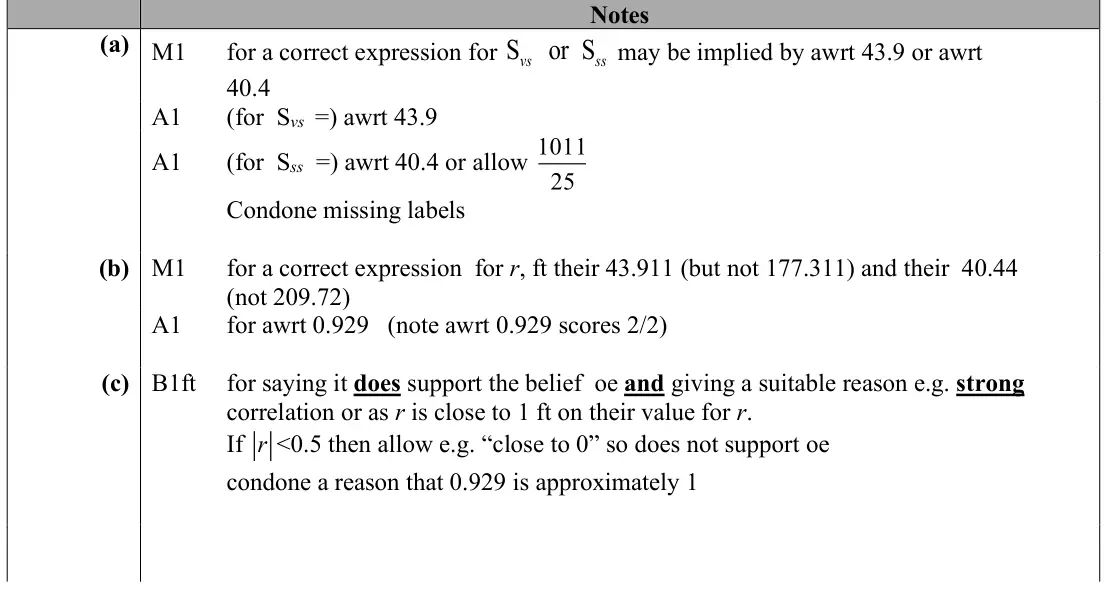 Notes
(a) M1 for a correct expression for S_vs or S_ss may be implied by awrt 43.9 or awrt
40.4
A1 (for S_vs =) awrt 43.9
A1 (for S_ss =) awrt 40.4 or allow 1011/25
Condone missing labels
(b) M1 for a correct expression for r, ft their 43.911 (but not 177.311) and their 40.44
(not 209.72)
A1 for awrt 0.929 (note awrt 0.929 scores 2/2)
(c) B1ft for saying it does support the belief oe and giving a suitable reason e.g. strong
correlation or as r is close to 1 ft on their value for r.
If |r|<0.5 then allow e.g. “close to 0” so does not support oe
condone a reason that 0.929 is approximately 1